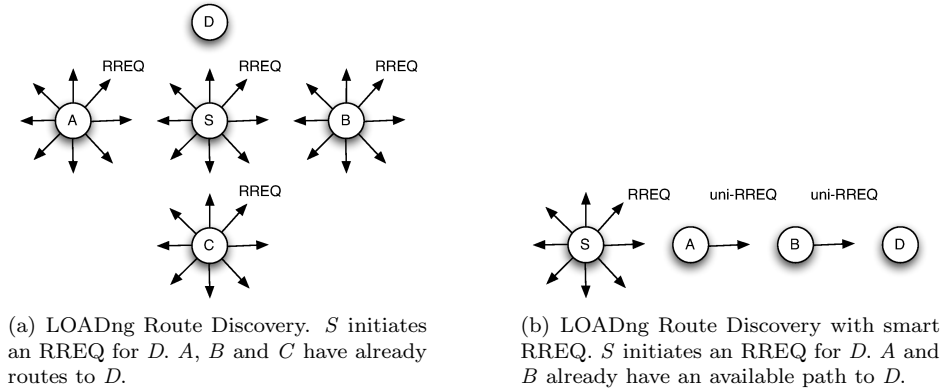 D
RREQ
RREQ
RREQ
A
S
B
RREQ
C
(a) LOADng Route Discovery. S initiates
an RREQ for D. A, B and C have already
routes to D.
RREQ
uni-RREQ
uni-RREQ
S
A
B
D
(b) LOADng Route Discovery with smart
RREQ. S initiates an RREQ for D. A and
B already have an available path to D.